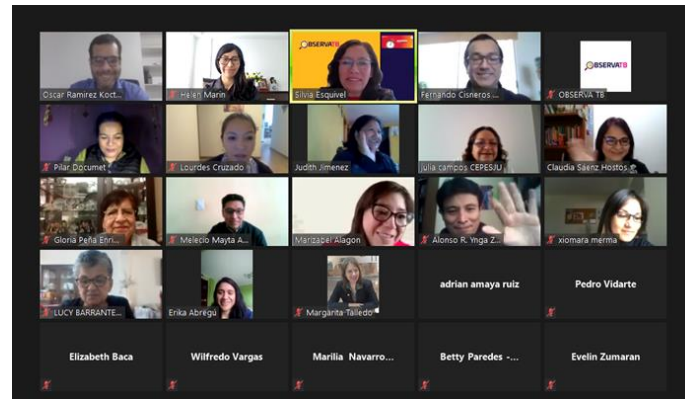 OBSERVATB
Oscar Ramirez Koct...
Helen Marin
Silvia Esquivel
Fernando Cisneros ...
OBSERVATB
OBSERVA TB
Pilar Documet
Lourdes Cruzado
Judith Jimenez
julia campos CEPESJU
Claudia Sáenz Hostos
Gloria Peña Enri...
Melecio Mayta A...
Marizabel Alagon
Alonso R. Ynga Z...
xiomara merma
LUCY BARRANTE...
Erika Abregú
Margarita Talledo
adrian amaya ruiz
Pedro Vidarte
Elizabeth Baca
Wilfredo Vargas
Marilia Navarro...
Betty Paredes -...
Evelin Zumaran